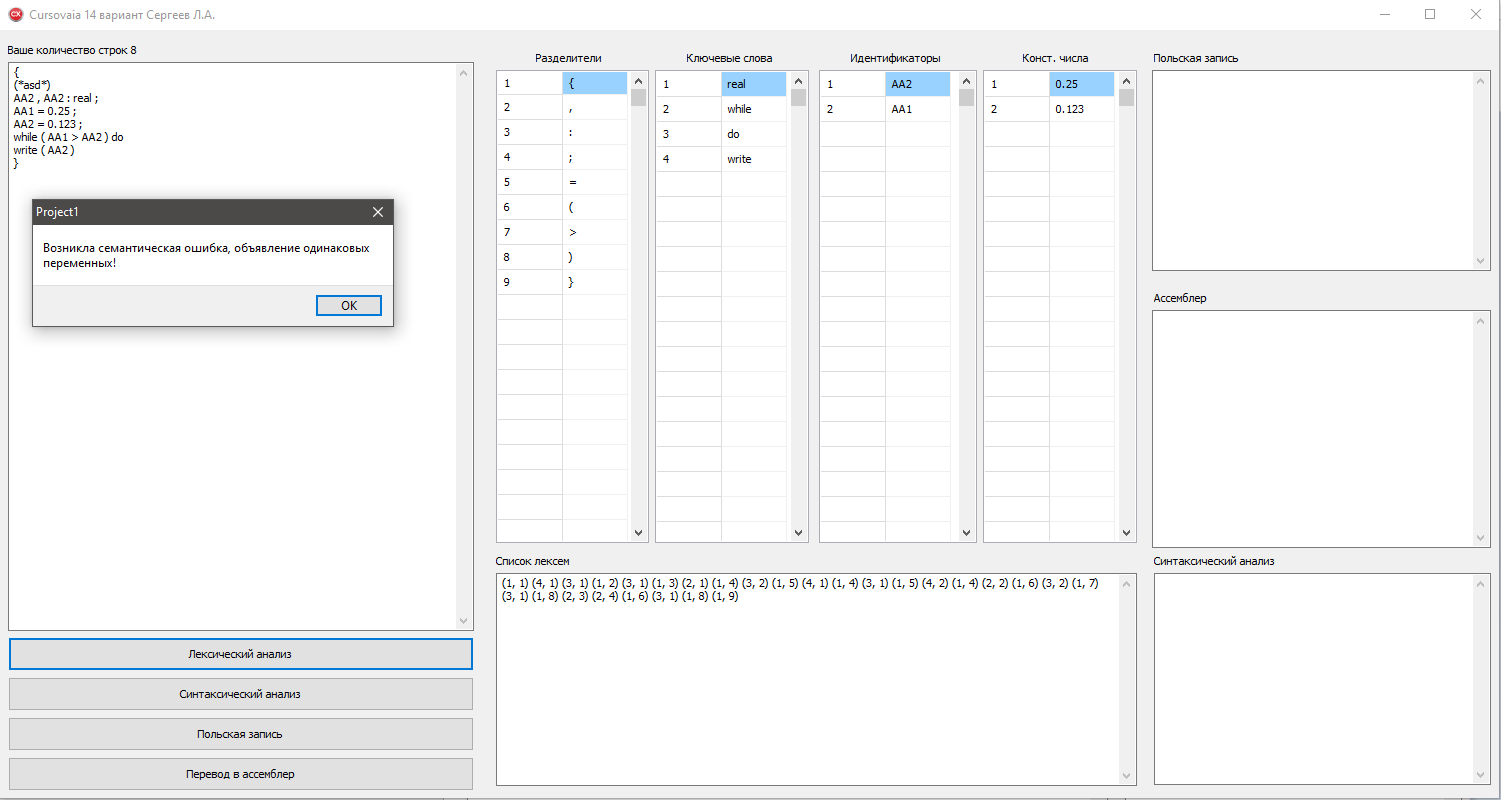 Cursovaia 14 вариант Сергеев Л.А.
Ваше количество строк 8
{
(*asd*)
AA2 , AA2 : real ;
AA1 = 0.25 ;
AA2 = 0.123 ;
while ( AA1 > AA2 ) do
write ( AA2 )
}
Project1
Возникла семантическая ошибка, объявление одинаковых
переменных!
OK
Лексический анализ
Синтаксический анализ
Польская запись
Перевод в ассемблер
Разделители
1 {
2 ,
3 :
4 ;
5 =
6 (
7 >
8 )
9 }
Ключевые слова
1 real
2 while
3 do
4 write
Идентификаторы
1 AA2
2 AA1
Конст. числа
1 0.25
2 0.123
Список лексем
(1, 1) (4, 1) (3, 1) (1, 2) (3, 1) (1, 3) (2, 1) (1, 4) (3, 2) (1, 5) (4, 1) (1, 4) (3, 1) (1, 5) (4, 2) (1, 4) (2, 2) (1, 6) (3, 2) (1, 7)
(3, 1) (1, 8) (2, 3) (2, 4) (1, 6) (3, 1) (1, 8) (1, 9)
Польская запись
Ассемблер
Синтаксический анализ